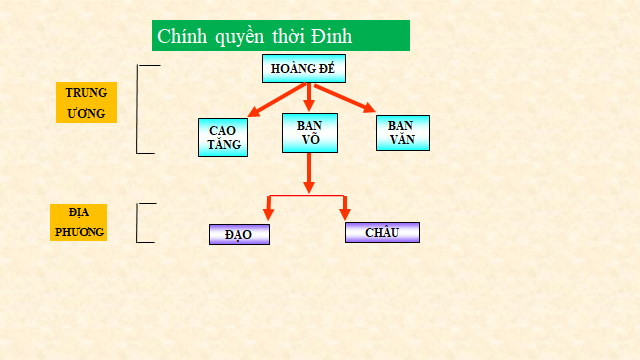 Chính quyền thời Đinh
HOÀNG ĐẾ
TRUNG
ƯƠNG
CAO
TĂNG
BAN
VÕ
BAN
VĂN
ĐỊA
PHƯƠNG
ĐẠO
CHÂU